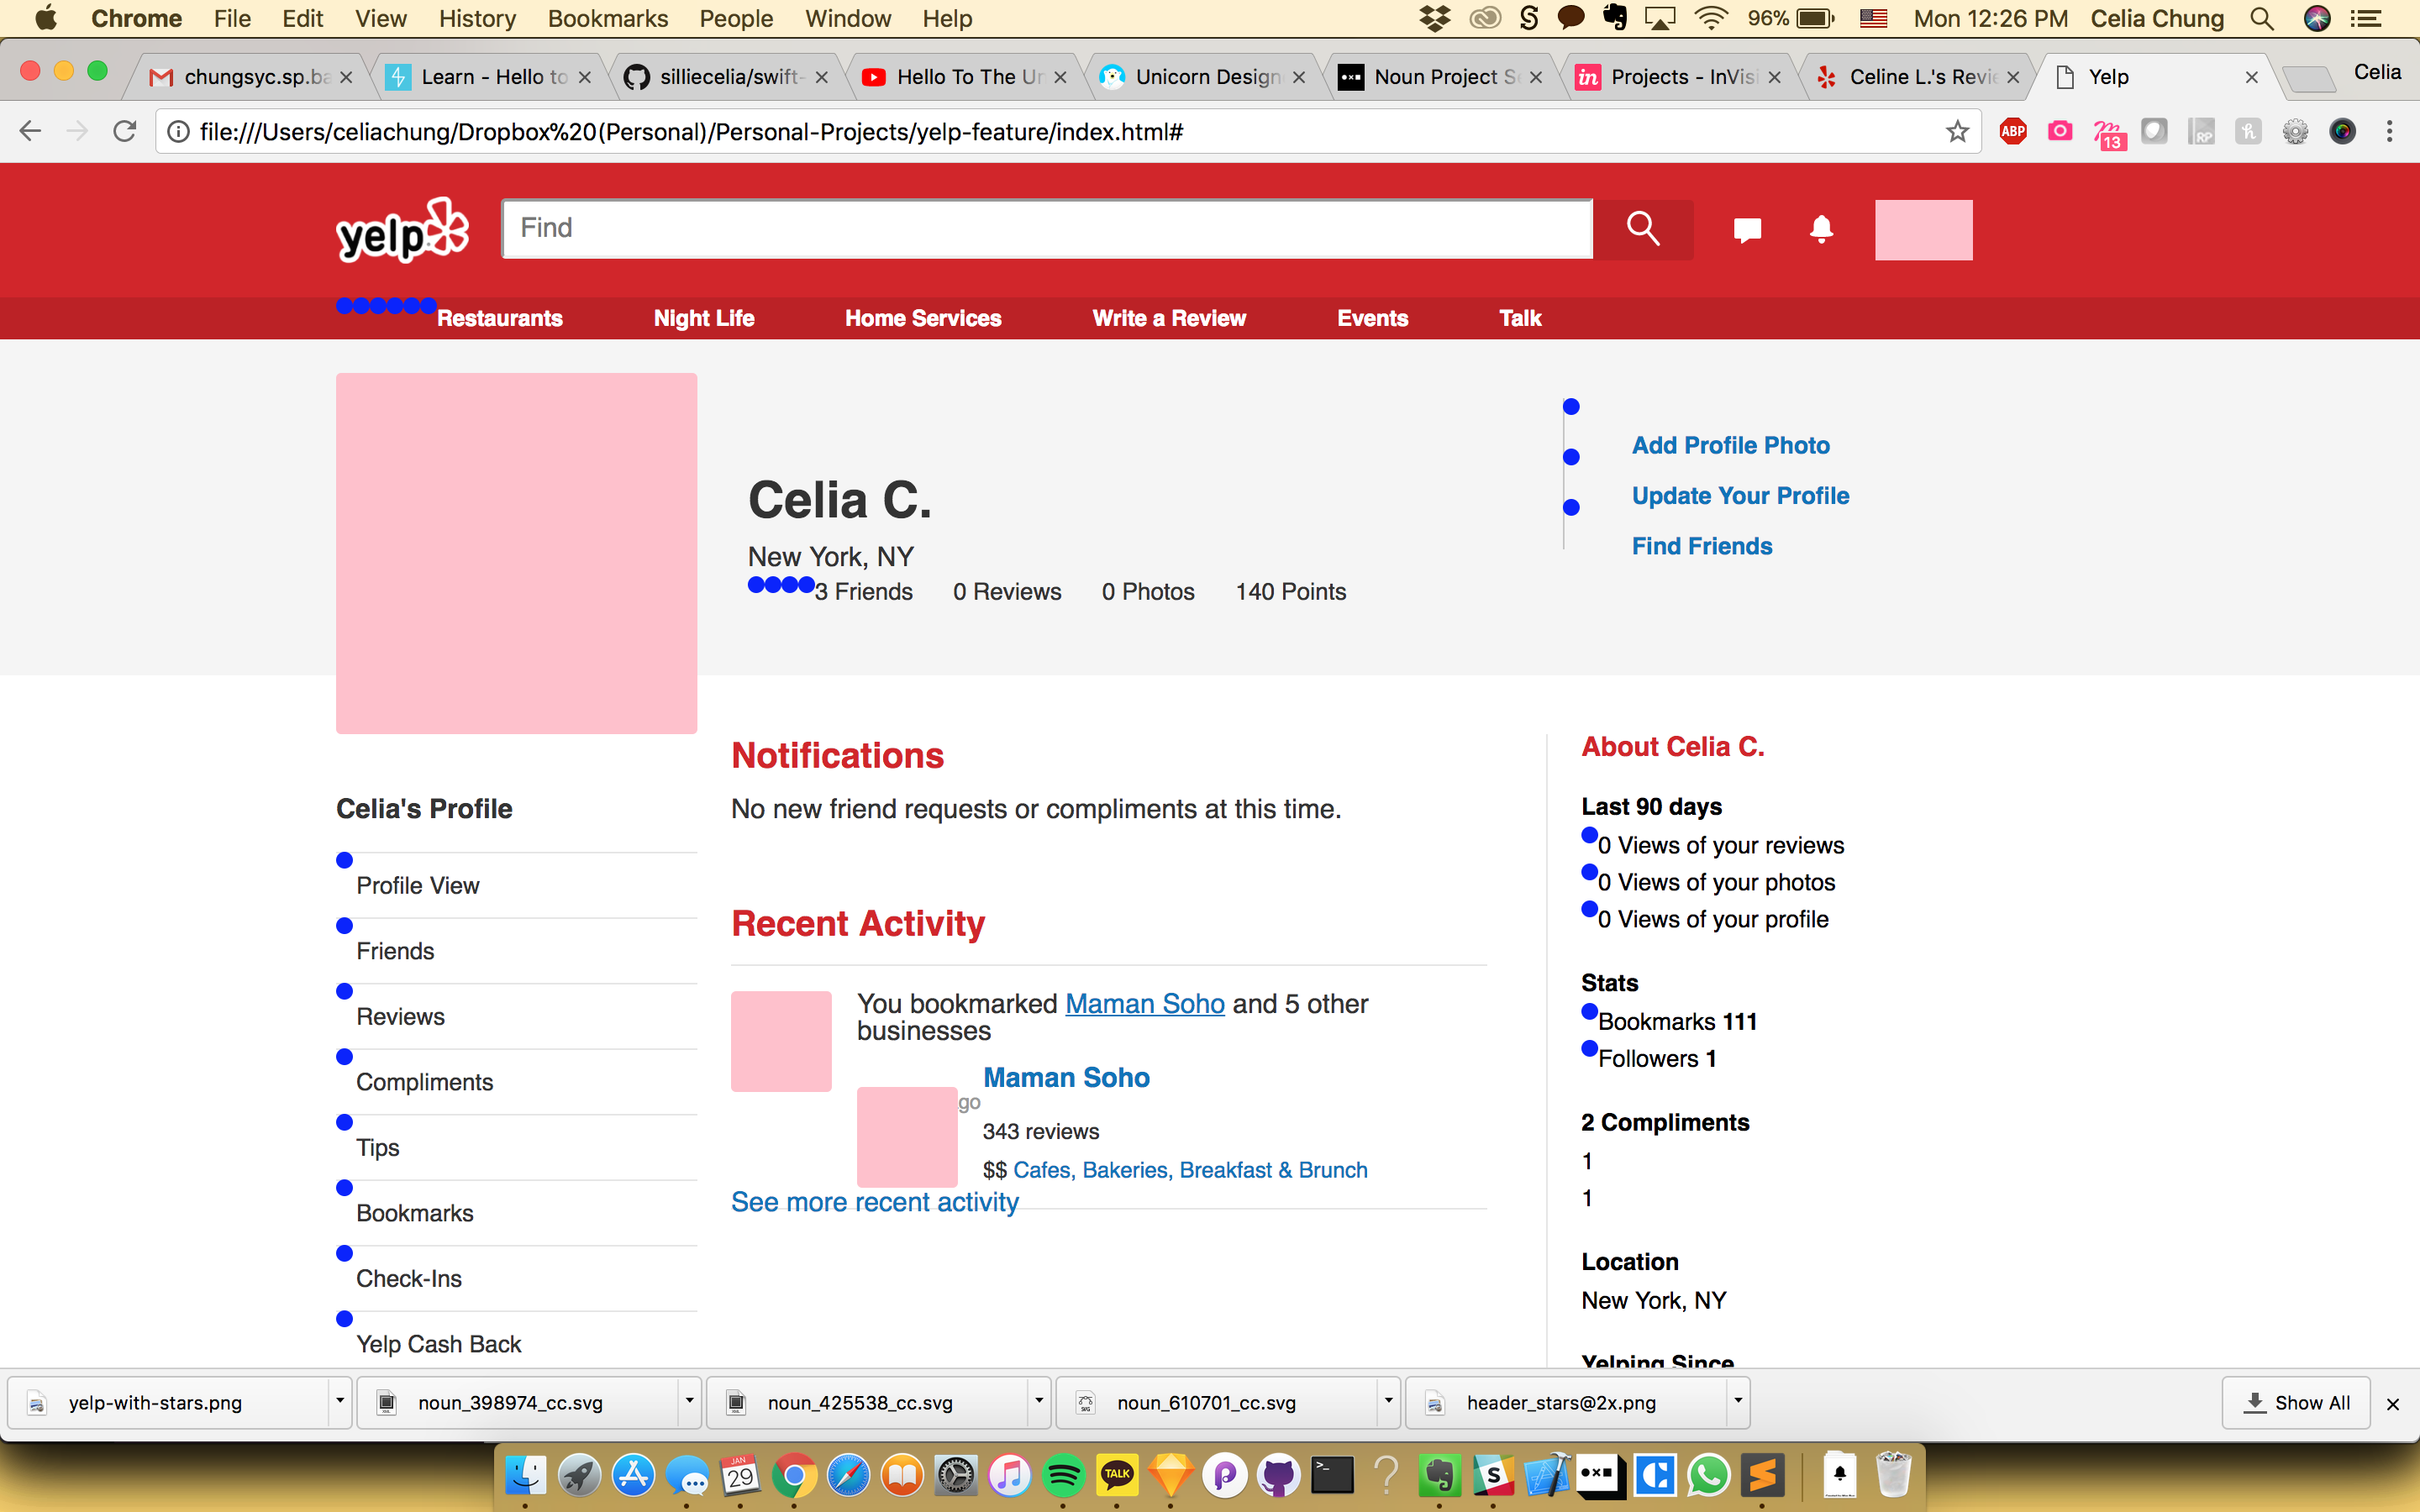 Chrome File Edit View History Bookmarks People Window Help 96% Mon 12:26 PM Celia Chung
chungsyc.sp.ba Learn - Hello to silliecelia/swift- Hello To The Un Unicorn Design Noun Project S Projects - InVisi Celine L.'s Revie Yelp Celia
file:///Users/celiachung/Dropbox%20(Personal)/Personal-Projects/yelp-feature/index.html#
ABP 13 RP
yelp Find
Restaurants Night Life Home Services Write a Review Events Talk
Add Profile Photo
Update Your Profile
Find Friends
Celia C.
New York, NY
3 Friends 0 Reviews 0 Photos 140 Points
Celia's Profile
Profile View
Friends
Reviews
Compliments
Tips
Bookmarks
Check-Ins
Yelp Cash Back
Notifications
No new friend requests or compliments at this time.
Recent Activity
You bookmarked Maman Soho and 5 other
businesses
Maman Soho
go
343 reviews
$$ Cafes, Bakeries, Breakfast & Brunch
See more recent activity
About Celia C.
Last 90 days
0 Views of your reviews
0 Views of your photos
0 Views of your profile
Stats
Bookmarks 111
Followers 1
2 Compliments
1
1
Location
New York, NY
Yelping Since
yelp-with-stars.png noun_398974_cc.svg noun_425538_cc.svg noun_610701_cc.svg header_stars@2x.png Show All
JAN
29
TALK